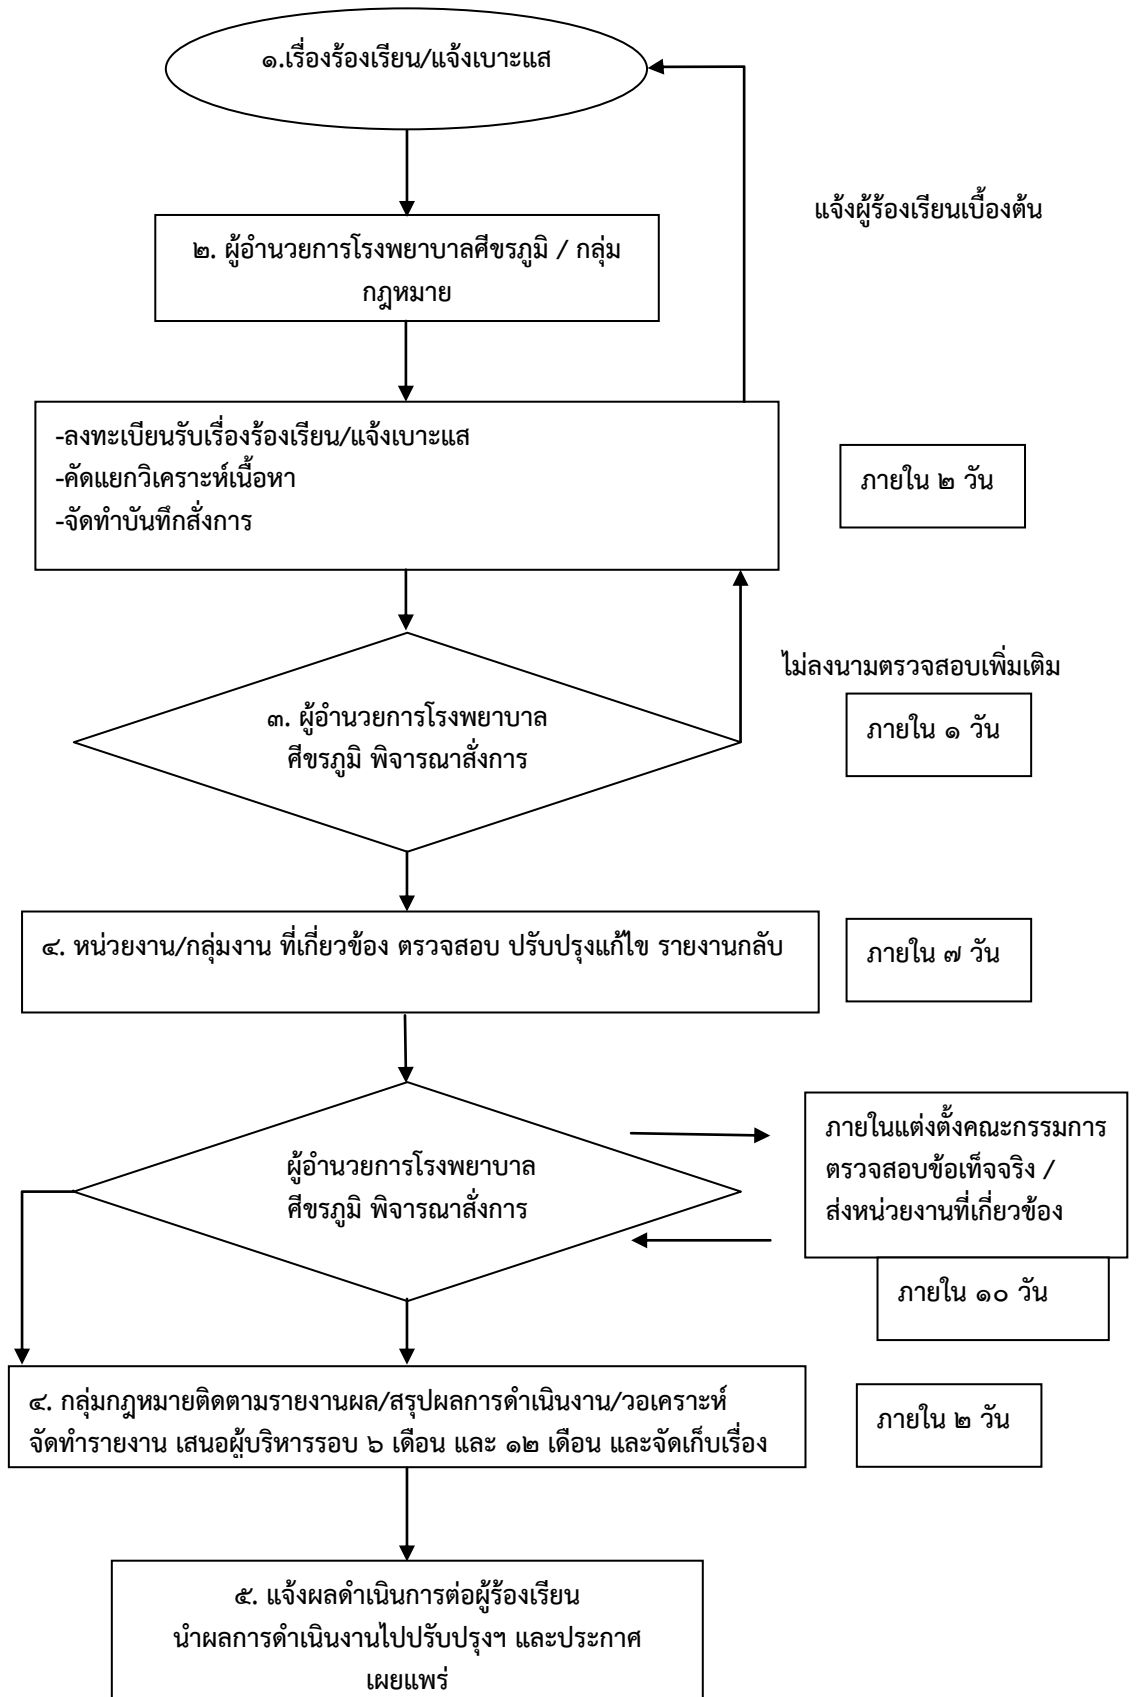 ๑.เรื่องร้องเรียน/แจ้งเบาะแส
แจ้งผู้ร้องเรียนเบื้องต้น
๒. ผู้อำนวยการโรงพยาบาลศีขรภูมิ / กลุ่ม
กฎหมาย
-ลงทะเบียนรับเรื่องร้องเรียน/แจ้งเบาะแส
-คัดแยกวิเคราะห์เนื้อหา
-จัดทำบันทึกสั่งการ
ภายใน ๒ วัน
ไม่ลงนามตรวจสอบเพิ่มเติม
๓. ผู้อำนวยการโรงพยาบาล
ศีขรภูมิ พิจารณาสั่งการ
ภายใน ๑ วัน
๔. หน่วยงาน/กลุ่มงาน ที่เกี่ยวข้อง ตรวจสอบ ปรับปรุงแก้ไข รายงานกลับ
ภายใน ๗ วัน
ผู้อำนวยการโรงพยาบาล
ศีขรภูมิ พิจารณาสั่งการ
ภายในแต่งตั้งคณะกรรมการ
ตรวจสอบข้อเท็จจริง /
ส่งหน่วยงานที่เกี่ยวข้อง
ภายใน ๑๐ วัน
๔. กลุ่มกฎหมายติดตามรายงานผล/สรุปผลการดำเนินงาน/วอเคราะห์
จัดทำรายงาน เสนอผู้บริหารรอบ ๖ เดือน และ ๑๒ เดือน และจัดเก็บเรื่อง
ภายใน ๒ วัน
๕. แจ้งผลดำเนินการต่อผู้ร้องเรียน
นำผลการดำเนินงานไปปรับปรุงฯ และประกาศ
เผยแพร่